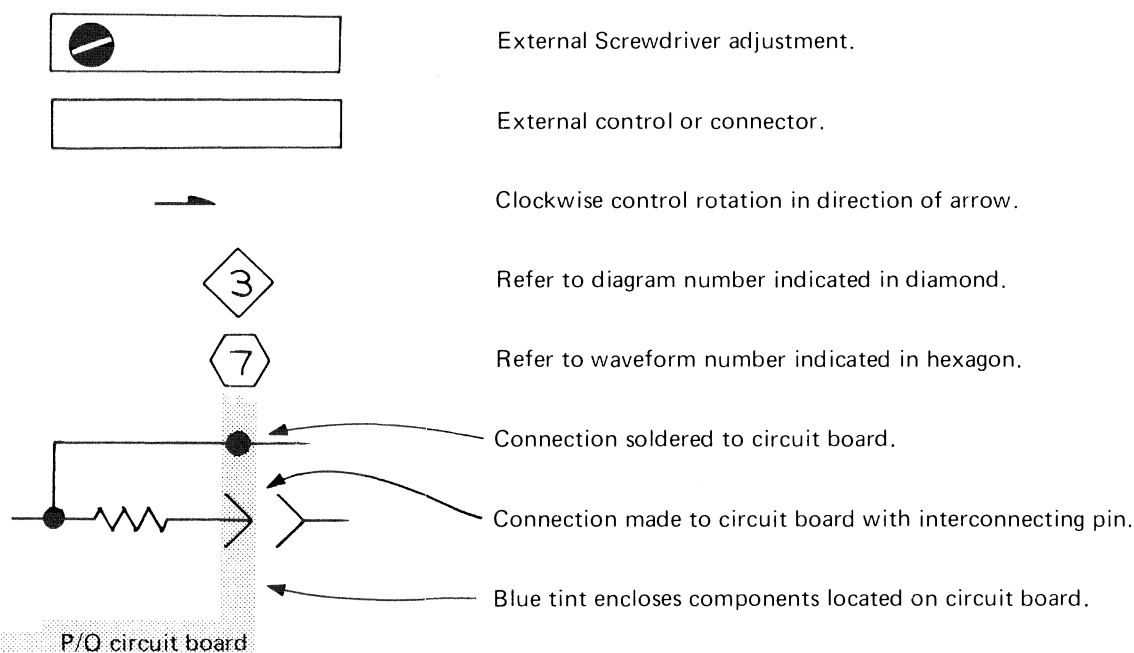 External Screwdriver adjustment.
External control or connector.
Clockwise control rotation in direction of arrow.
3
Refer to diagram number indicated in diamond.
7
Refer to waveform number indicated in hexagon.
Connection soldered to circuit board.
Connection made to circuit board with interconnecting pin.
Blue tint encloses components located on circuit board.
P/O circuit board